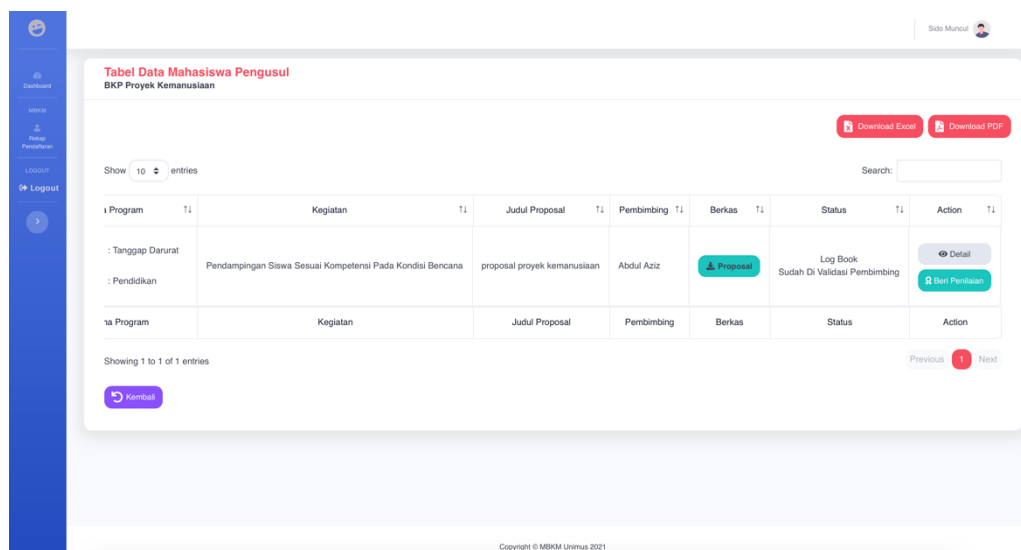 Sido Muncul
Dashboard
MBKM
Rekap
Pendaftaran
LOGOUT
Logout
Tabel Data Mahasiswa Pengusul
BKP Proyek Kemanusiaan
Download Excel
Download PDF
Show 10 entries
Search:
a Program Kegiatan Judul Proposal Pembimbing Berkas Status Action
: Tanggap Darurat
: Pendidikan
Pendampingan Siswa Sesuai Kompetensi Pada Kondisi Bencana
proposal proyek kemanusiaan
Abdul Aziz
Proposal
Log Book
Sudah Di Validasi Pembimbing
Detail
Beri Penilaian
na Program Kegiatan Judul Proposal Pembimbing Berkas Status Action
Showing 1 to 1 of 1 entries
Previous 1 Next
Kembali
Copyright © MBKM Unimus 2021